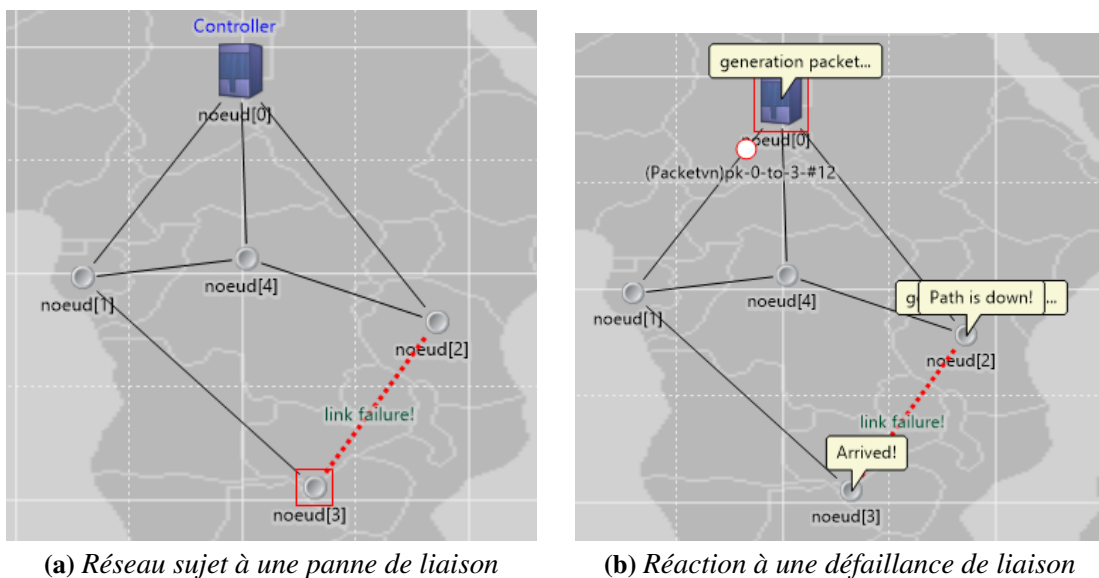 Controller
noeud[0]
noeud[4]
noeud[1]
noeud[2]
link failure!
noeud[3]
(a) Réseau sujet à une panne de liaison
generation packet...
noeud[0]
(Packetvn)pk-0-to-3-#12
noeud[4]
Path is down!
...
noeud[1]
noeud[2]
link failure!
Arrived!
noeud[3]
(b) Réaction à une défaillance de liaison